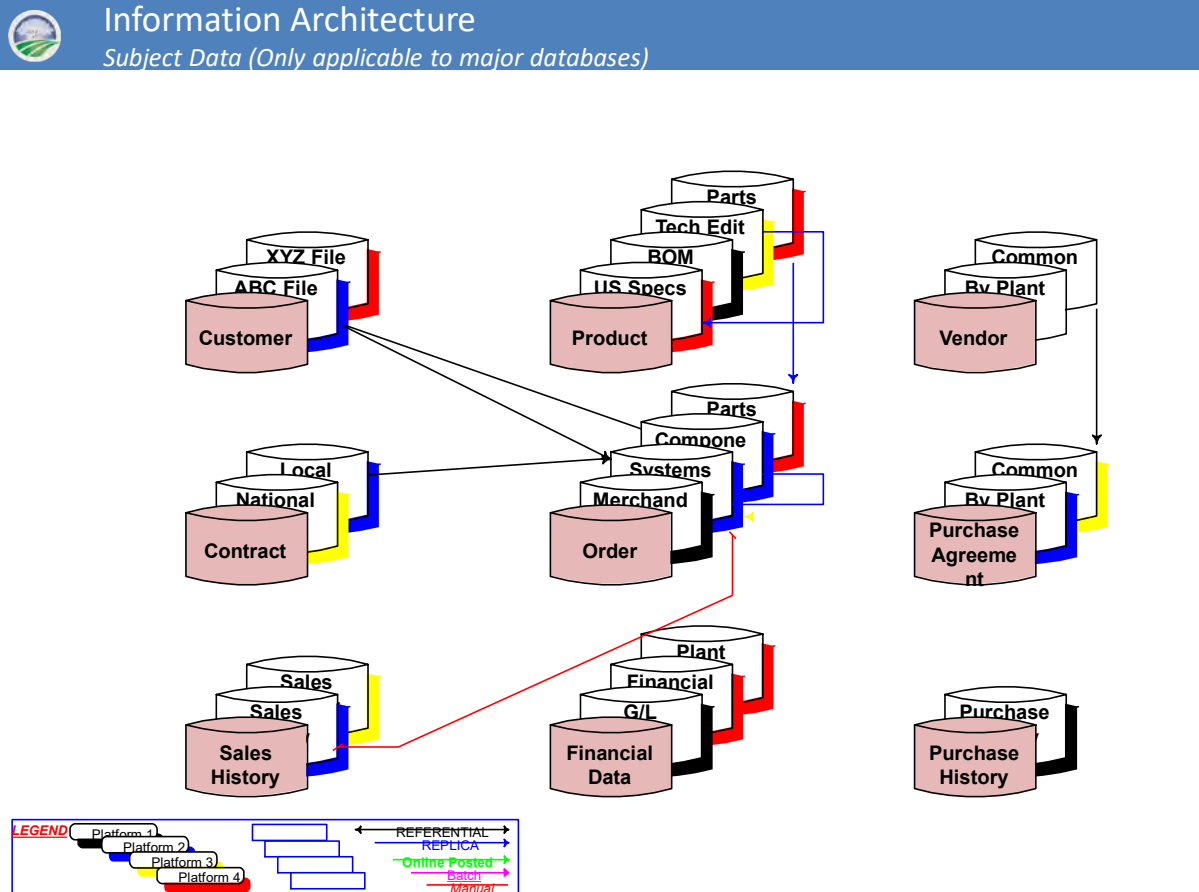 Information Architecture
Subject Data (Only applicable to major databases)
XYZ File
ABC File
Customer
Parts
Tech Edit
BOM
US Specs
Product
Common
By Plant
Vendor
Local
National
Contract
Parts
Compone
Systems
Merchand
Order
Common
By Plant
Purchase
Agreeme
nt
Sales
Sales
Sales
History
Plant
Financial
G/L
Financial
Data
Purchase
Purchase
History
LEGEND
Platform 1
Platform 2
Platform 3
Platform 4
REFERENTIAL
REPLICA
Online Posted
Batch
Manual